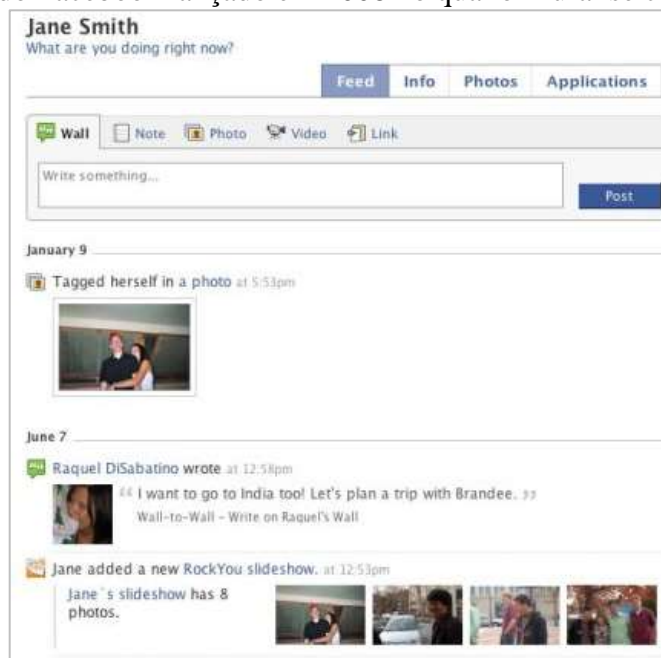 Jane Smith
What are you doing right now?
Feed Info Photos Applications
Wall Note Photo Video Link
Write something...
Post
January 9
Tagged herself in a photo at 5:53pm
June 7
Raquel DiSabatino wrote at 12:58pm
“ I want to go to India too! Let's plan a trip with Brandee. ”
Wall-to-Wall - Write on Raquel's Wall
Jane added a new RockYou slideshow. at 12:53pm
Jane`s slideshow has 8
photos.